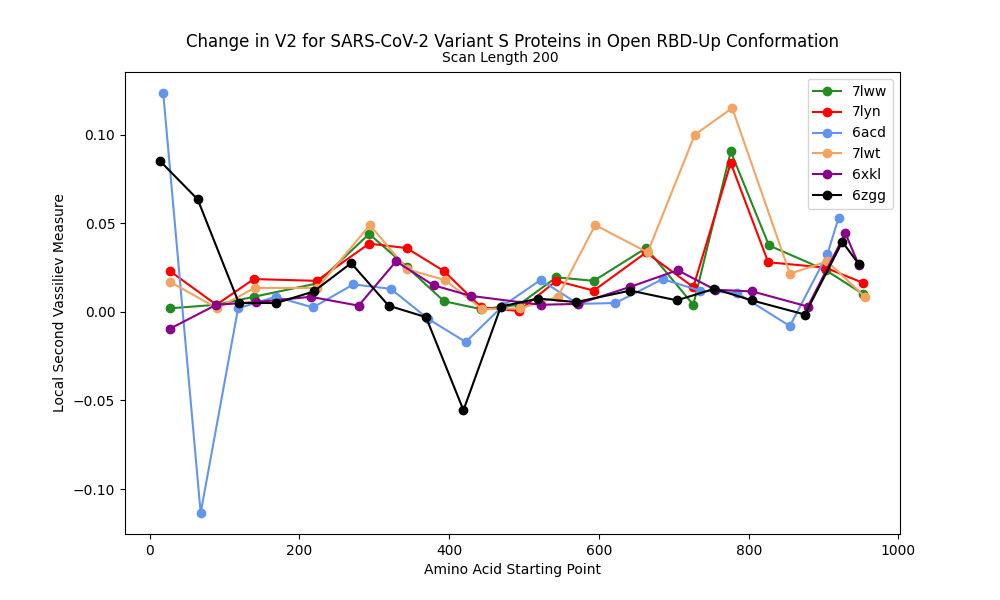 Change in V2 for SARS-CoV-2 Variant S Proteins in Open RBD-Up Conformation
Scan Length 200
Local Second Vassiliev Measure
0.10
0.05
0.00
−0.05
−0.10
7lww
7lyn
6acd
7lwt
6xkl
6zgg
0
200
400
600
800
1000
Amino Acid Starting Point